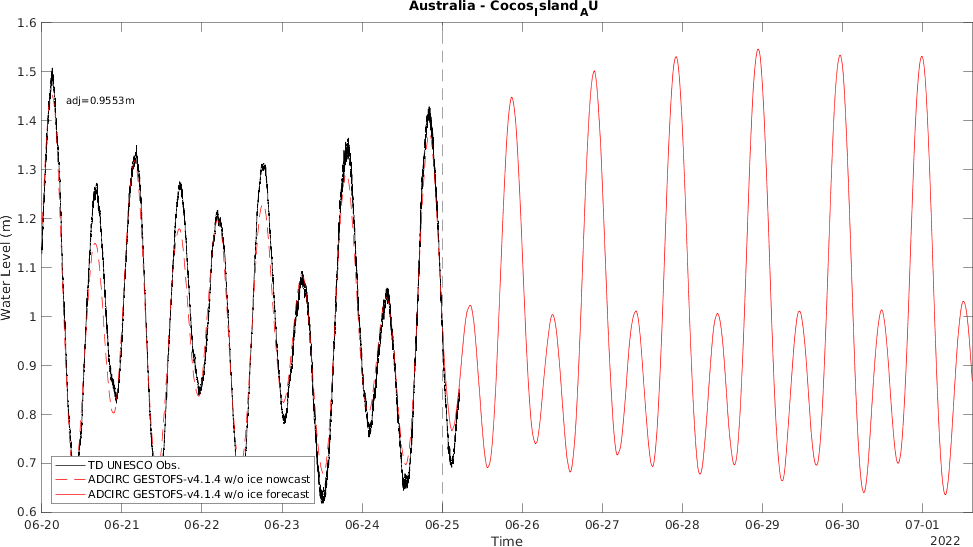 Australia - Cocos_Island_AU
1.6
1.5
1.4
1.3
1.2
1.1
1
0.9
0.8
0.7
0.6
Water Level (m)
adj=0.9553m
TD UNESCO Obs.
ADCIRC GESTOFS-v4.1.4 w/o ice nowcast
ADCIRC GESTOFS-v4.1.4 w/o ice forecast
06-20 06-21 06-22 06-23 06-24 06-25 06-26 06-27 06-28 06-29 06-30 07-01
Time
2022